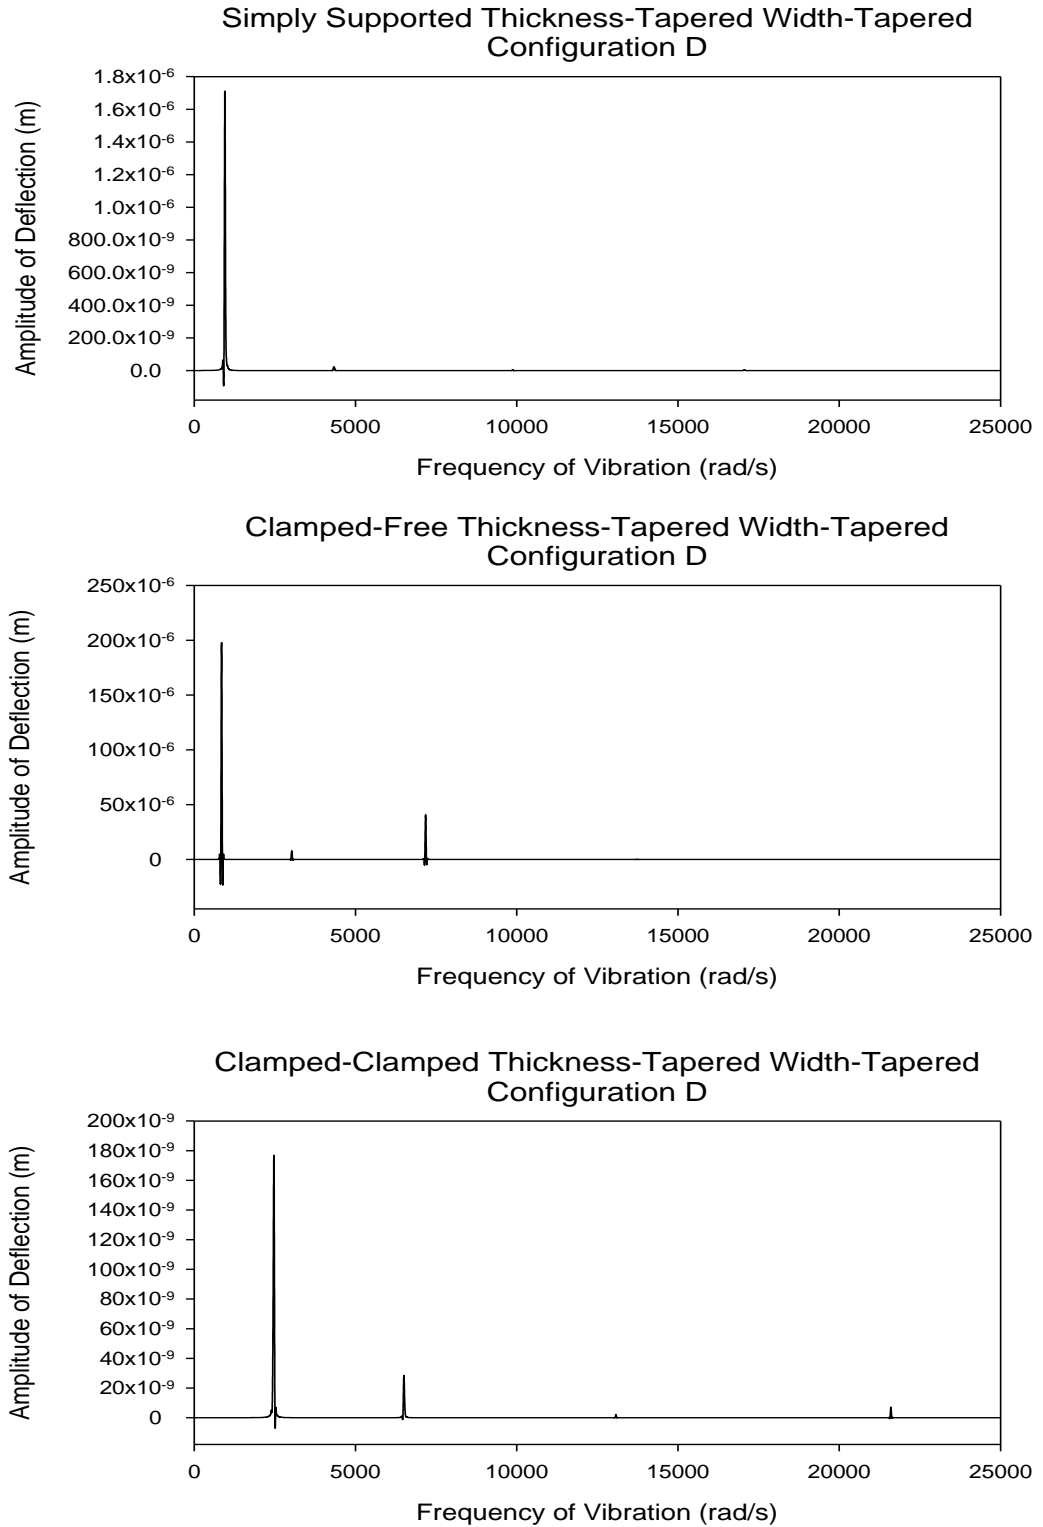 Simply Supported Thickness-Tapered Width-Tapered
Configuration D
Amplitude of Deflection (m)
1.8x10⁻⁶
1.6x10⁻⁶
1.4x10⁻⁶
1.2x10⁻⁶
1.0x10⁻⁶
800.0x10⁻⁹
600.0x10⁻⁹
400.0x10⁻⁹
200.0x10⁻⁹
0.0
0 5000 10000 15000 20000 25000
Frequency of Vibration (rad/s)
Clamped-Free Thickness-Tapered Width-Tapered
Configuration D
Amplitude of Deflection (m)
250x10⁻⁶
200x10⁻⁶
150x10⁻⁶
100x10⁻⁶
50x10⁻⁶
0
0 5000 10000 15000 20000 25000
Frequency of Vibration (rad/s)
Clamped-Clamped Thickness-Tapered Width-Tapered
Configuration D
Amplitude of Deflection (m)
200x10⁻⁹
180x10⁻⁹
160x10⁻⁹
140x10⁻⁹
120x10⁻⁹
100x10⁻⁹
80x10⁻⁹
60x10⁻⁹
40x10⁻⁹
20x10⁻⁹
0
0 5000 10000 15000 20000 25000
Frequency of Vibration (rad/s)